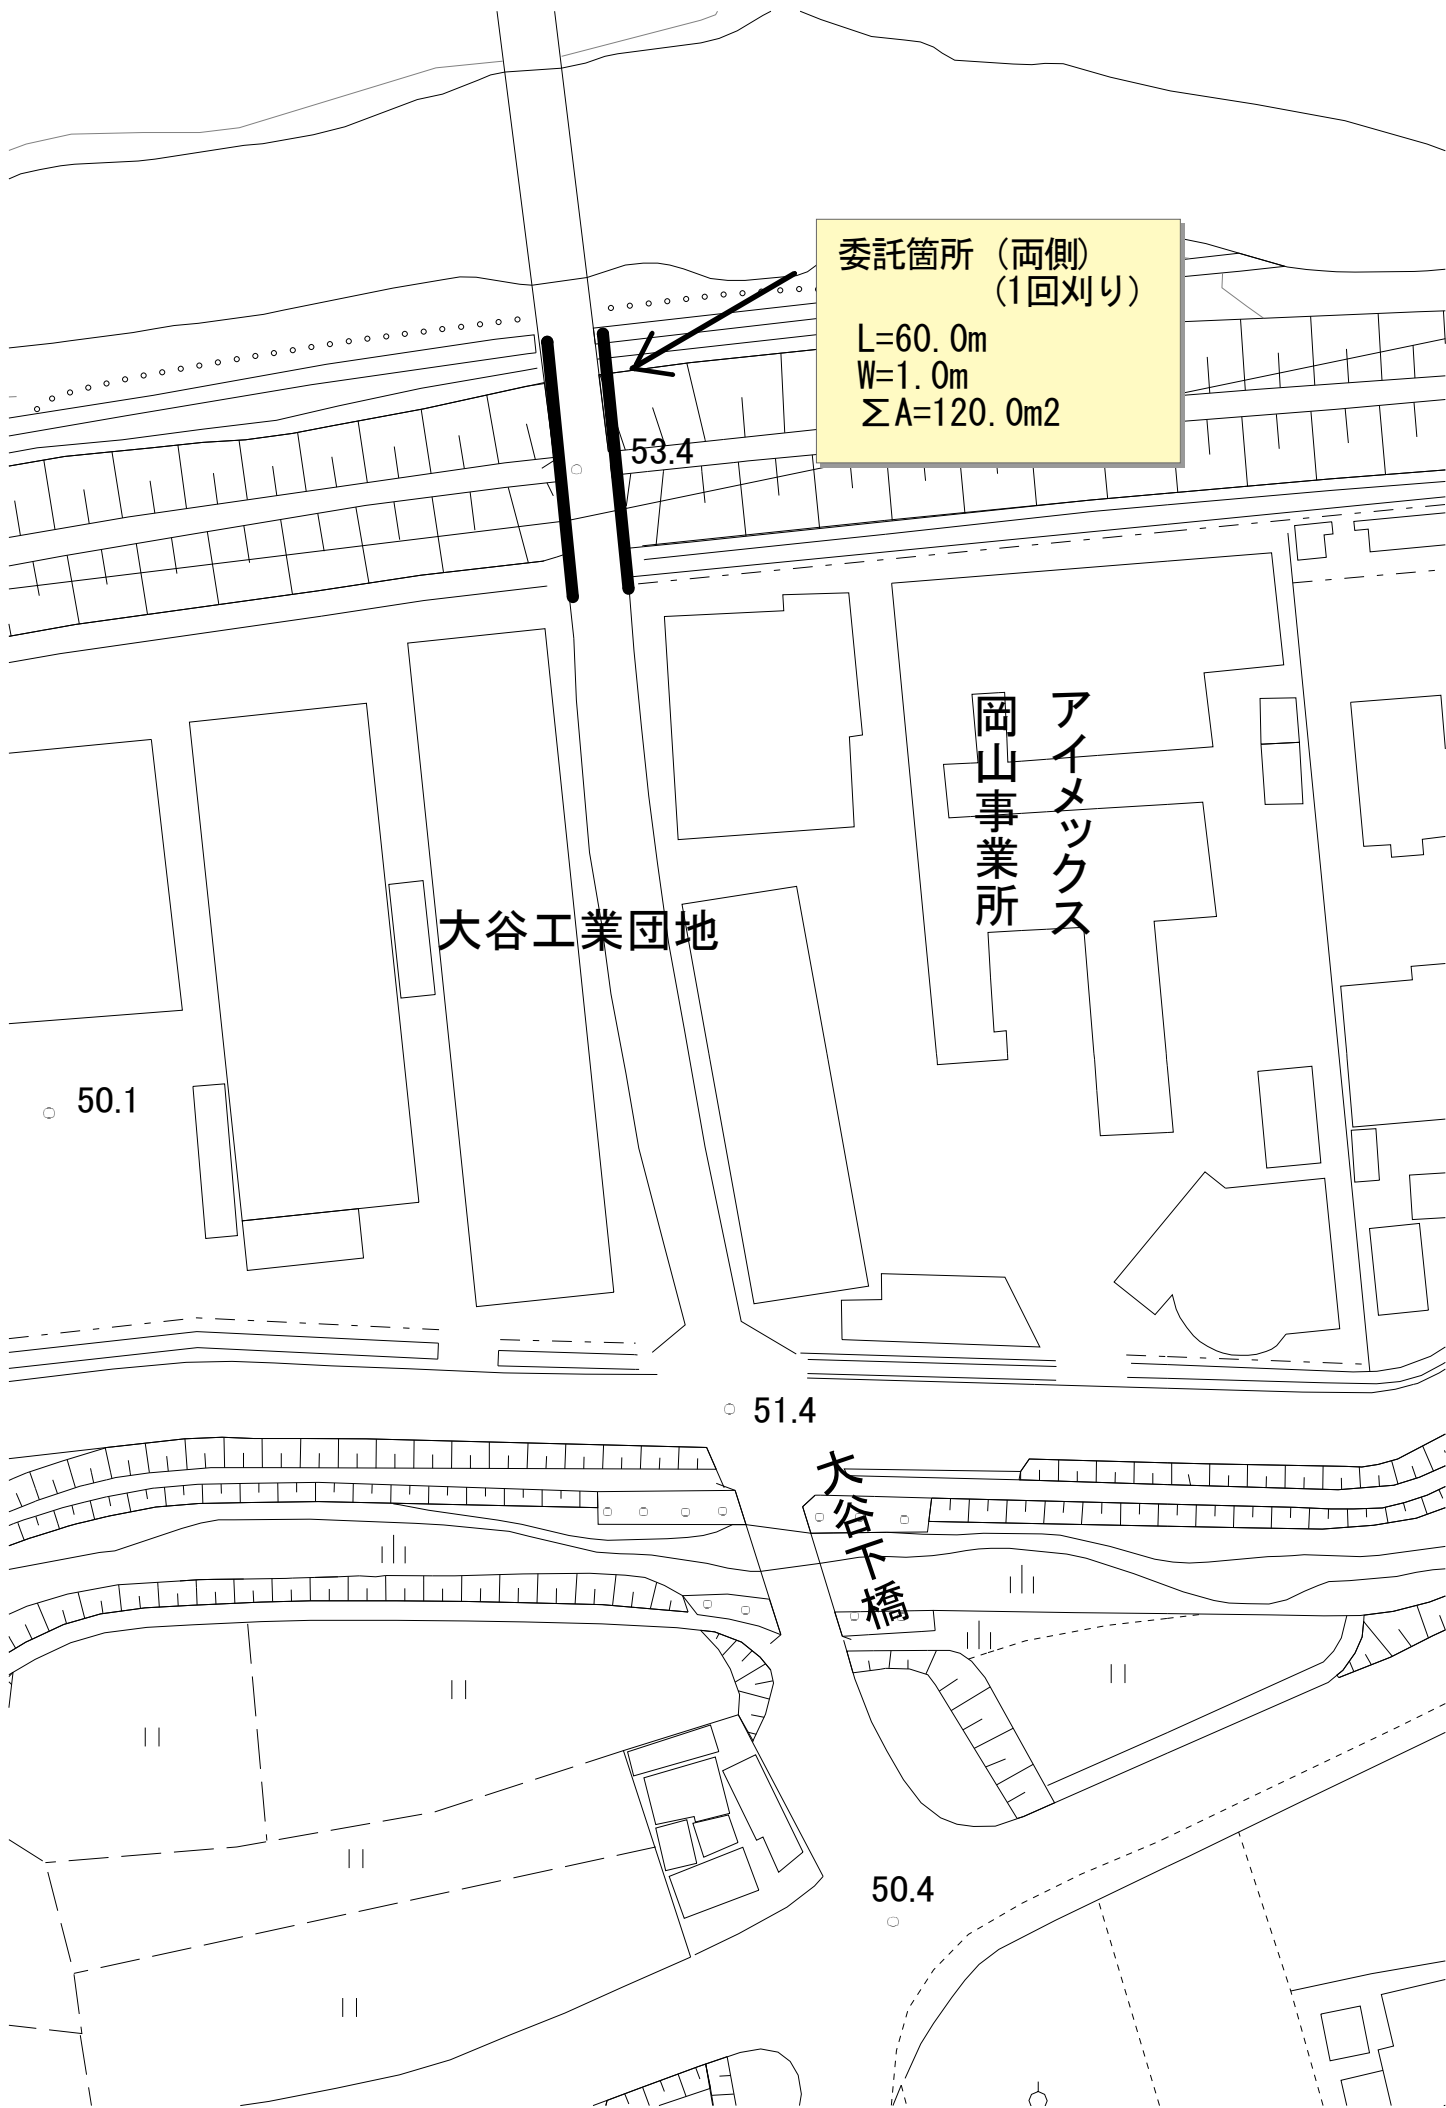 委託箇所（両側）
（1回刈り）
L=60.0m
W=1.0m
ΣA=120.0m2
53.4
アイメックス
岡山事業所
大谷工業団地
50.1
51.4
大谷下橋
50.4